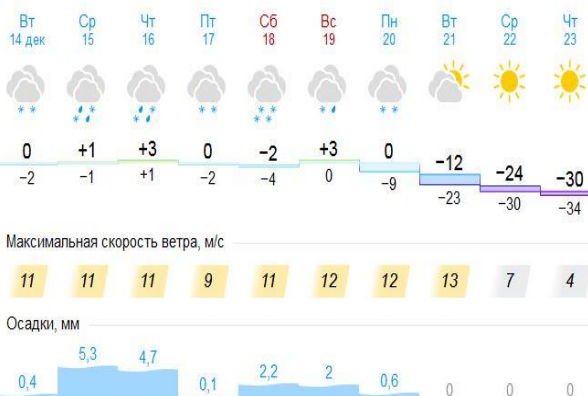 Вт Ср Чт Пт Сб Вс Пн Вт Ср Чт
14 дек 15 16 17 18 19 20 21 22 23
0 +1 +3 0 −2 +3 0 −12 −24 −30
−2 −1 +1 −2 −4 0 −9 −23 −30 −34
Максимальная скорость ветра, м/с
11 11 11 9 11 12 12 13 7 4
Осадки, мм
0,4 5,3 4,7 0,1 2,2 2 0,6 0 0 0